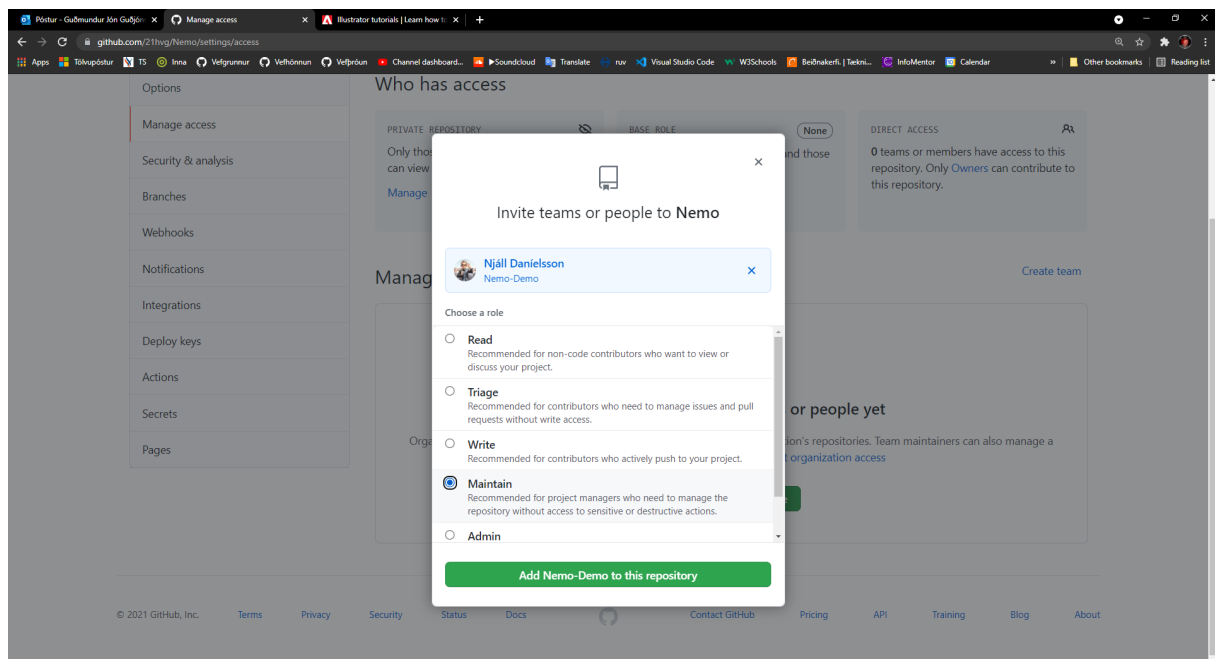 Póstur - Guðmundur Jón Guðjón
Manage access
Illustrator tutorials | Learn how to
github.com/21hvg/Nemo/settings/access
Apps
Tölvupóstur
TS
Inna
Vefgrunnur
Vefhönnun
Vefþróun
Channel dashboard...
Soundcloud
Translate
ruv
Visual Studio Code
W3Schools
Beiðnakerfi. | Tækni...
InfoMentor
Calendar
»
Other bookmarks
Reading list
Options
Manage access
Security & analysis
Branches
Webhooks
Notifications
Integrations
Deploy keys
Actions
Secrets
Pages
Who has access
PRIVATE REPOSITORY
Only thos
can view
Manage
BASE ROLE
None
and those
DIRECT ACCESS
0 teams or members have access to this
repository. Only Owners can contribute to
this repository.
Manag
Create team
or people yet
Orga
tion's repositories. Team maintainers can also manage a
organization access
Invite teams or people to Nemo
Njáll Daníelsson
Nemo-Demo
Choose a role
Read
Recommended for non-code contributors who want to view or
discuss your project.
Triage
Recommended for contributors who need to manage issues and pull
requests without write access.
Write
Recommended for contributors who actively push to your project.
Maintain
Recommended for project managers who need to manage the
repository without access to sensitive or destructive actions.
Admin
Add Nemo-Demo to this repository
© 2021 GitHub, Inc.
Terms
Privacy
Security
Status
Docs
Contact GitHub
Pricing
API
Training
Blog
About